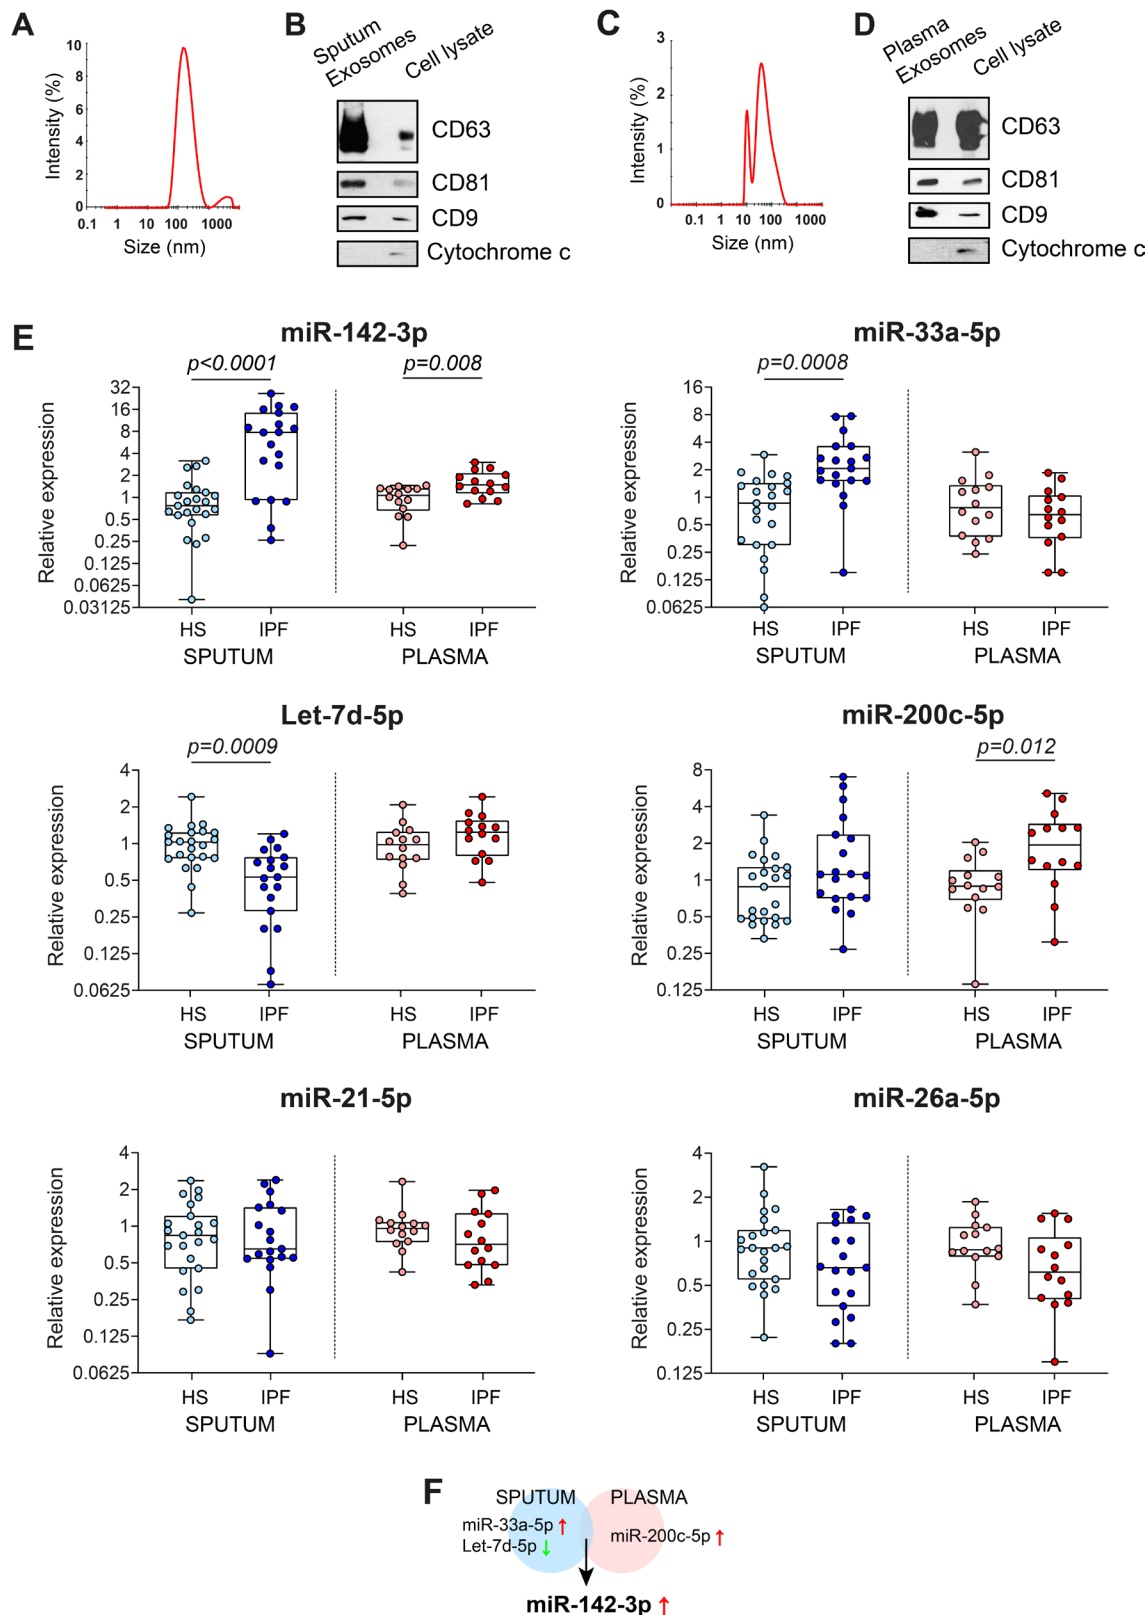 A
10
8
6
4
2
0
Intensity (%)
0.1 1 10 100 1000
Size (nm)
B
Sputum
Exosomes
Cell lysate
CD63
CD81
CD9
Cytochrome c
C
3
2
1
0
Intensity (%)
0.1 1 10 100 1000
Size (nm)
D
Plasma
Exosomes
Cell lysate
CD63
CD81
CD9
Cytochrome c
E
miR-142-3p
p<0.0001
p=0.008
Relative expression
32
16
8
4
2
1
0.5
0.25
0.125
0.0625
0.03125
HS IPF HS IPF
SPUTUM PLASMA
miR-33a-5p
p=0.0008
Relative expression
16
8
4
2
1
0.5
0.25
0.125
0.0625
HS IPF HS IPF
SPUTUM PLASMA
Let-7d-5p
p=0.0009
Relative expression
4
2
1
0.5
0.25
0.125
0.0625
HS IPF HS IPF
SPUTUM PLASMA
miR-200c-5p
p=0.012
Relative expression
8
4
2
1
0.5
0.25
0.125
HS IPF HS IPF
SPUTUM PLASMA
miR-21-5p
Relative expression
4
2
1
0.5
0.25
0.125
0.0625
HS IPF HS IPF
SPUTUM PLASMA
miR-26a-5p
Relative expression
4
2
1
0.5
0.25
0.125
HS IPF HS IPF
SPUTUM PLASMA
F
SPUTUM PLASMA
miR-33a-5p ↑
Let-7d-5p ↓
miR-200c-5p ↑
miR-142-3p ↑